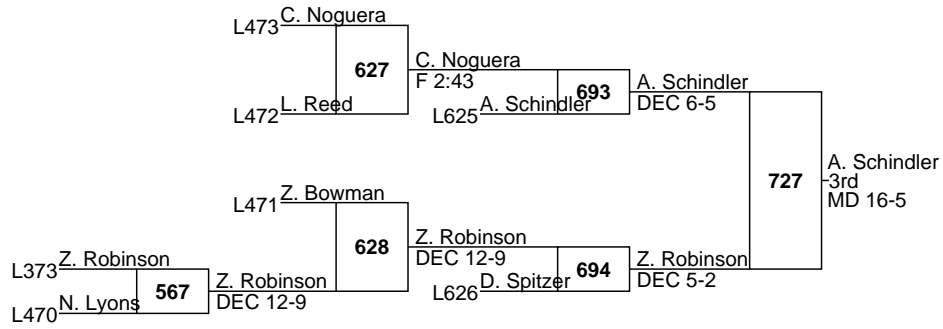 C. Noguera
L473
627
C. Noguera
F 2:43
L. Reed
L472
A. Schindler
L625
693
A. Schindler
DEC 6-5
727
A. Schindler
3rd
MD 16-5
Z. Bowman
L471
628
Z. Robinson
DEC 12-9
D. Spitzer
L626
694
Z. Robinson
DEC 5-2
Z. Robinson
L373
567
Z. Robinson
DEC 12-9
N. Lyons
L470